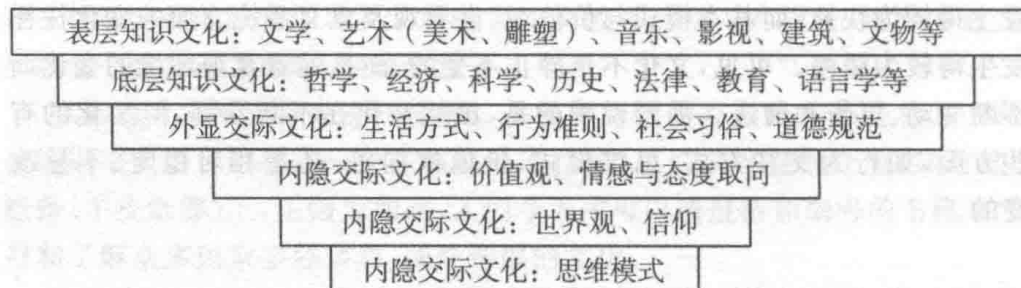 表层知识文化：文学、艺术（美术、雕塑）、音乐、影视、建筑、文物等
底层知识文化：哲学、经济、科学、历史、法律、教育、语言学等
外显交际文化：生活方式、行为准则、社会习俗、道德规范
内隐交际文化：价值观、情感与态度取向
内隐交际文化：世界观、信仰
内隐交际文化：思维模式